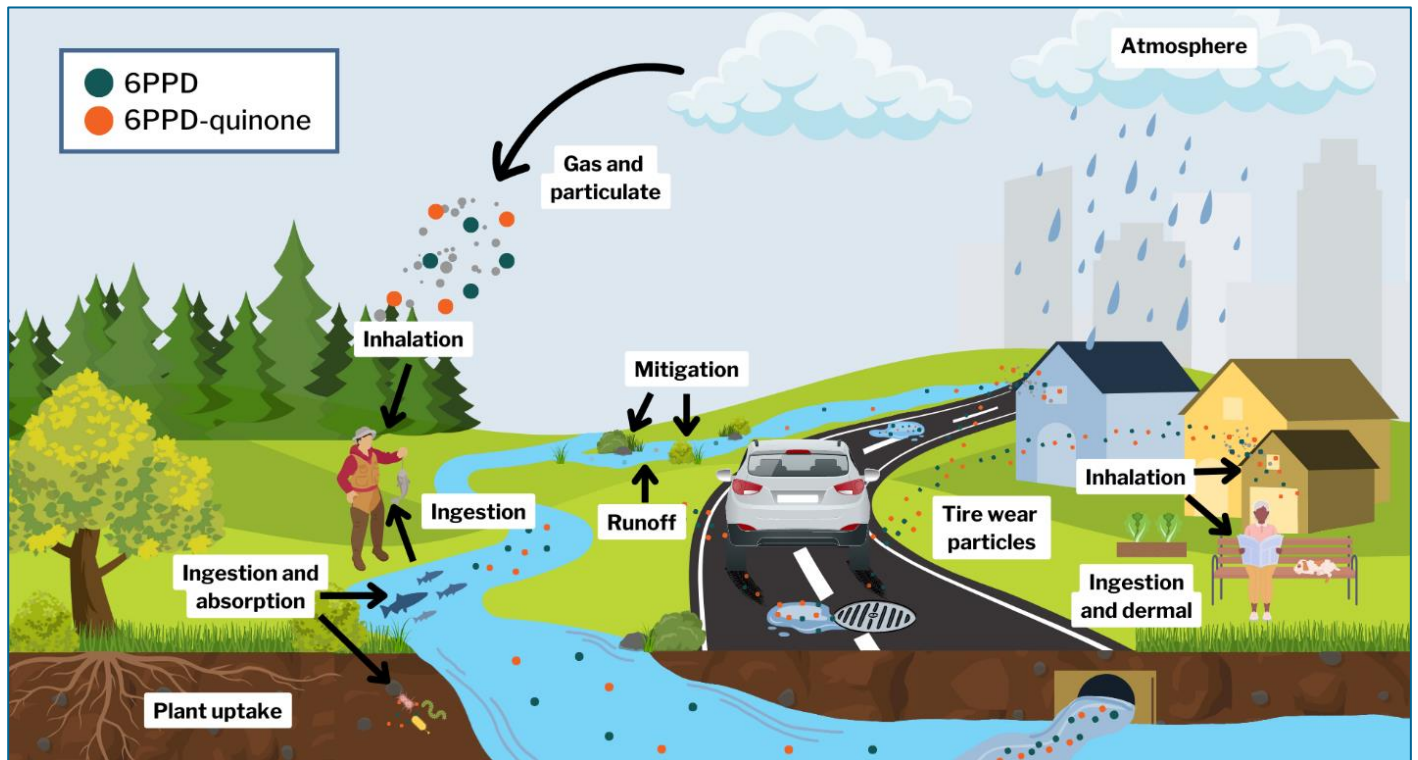 6PPD
6PPD-quinone
Atmosphere
Gas and
particulate
Inhalation
Mitigation
Ingestion
Runoff
Tire wear
particles
Inhalation
Ingestion and
absorption
Ingestion
and dermal
Plant uptake